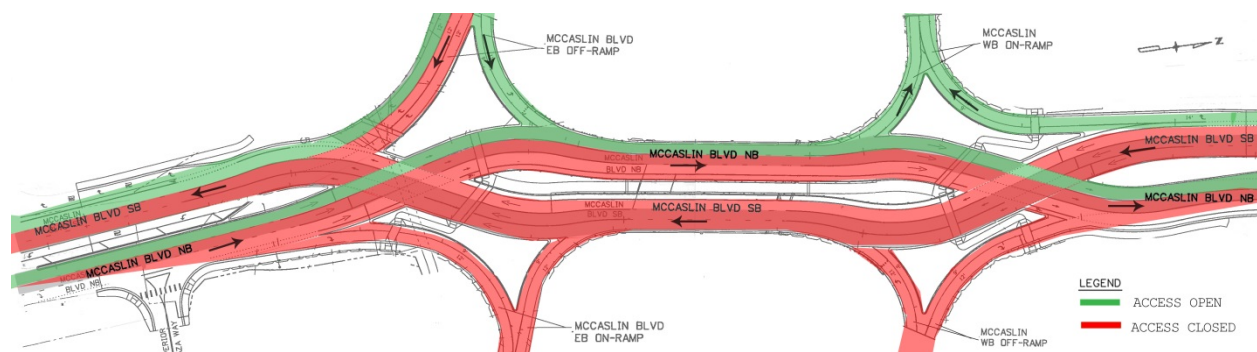 MCCASLIN BLVD
EB OFF-RAMP
MCCASLIN
WB ON-RAMP
Z
MCCASLIN BLVD NB
MCCASLIN
BLVD NB
MCCASLIN BLVD SB
MCCASLIN
BLVD SB
MCCASLIN BLVD SB
MCCASLIN BLVD NB
MCCASLIN
MCCASLIN BLVD SB
MCCASLIN BLVD NB
BLVD NB
MCCASLIN BLVD
EB ON-RAMP
MCCASLIN
WB OFF-RAMP
LEGEND
ACCESS OPEN
ACCESS CLOSED